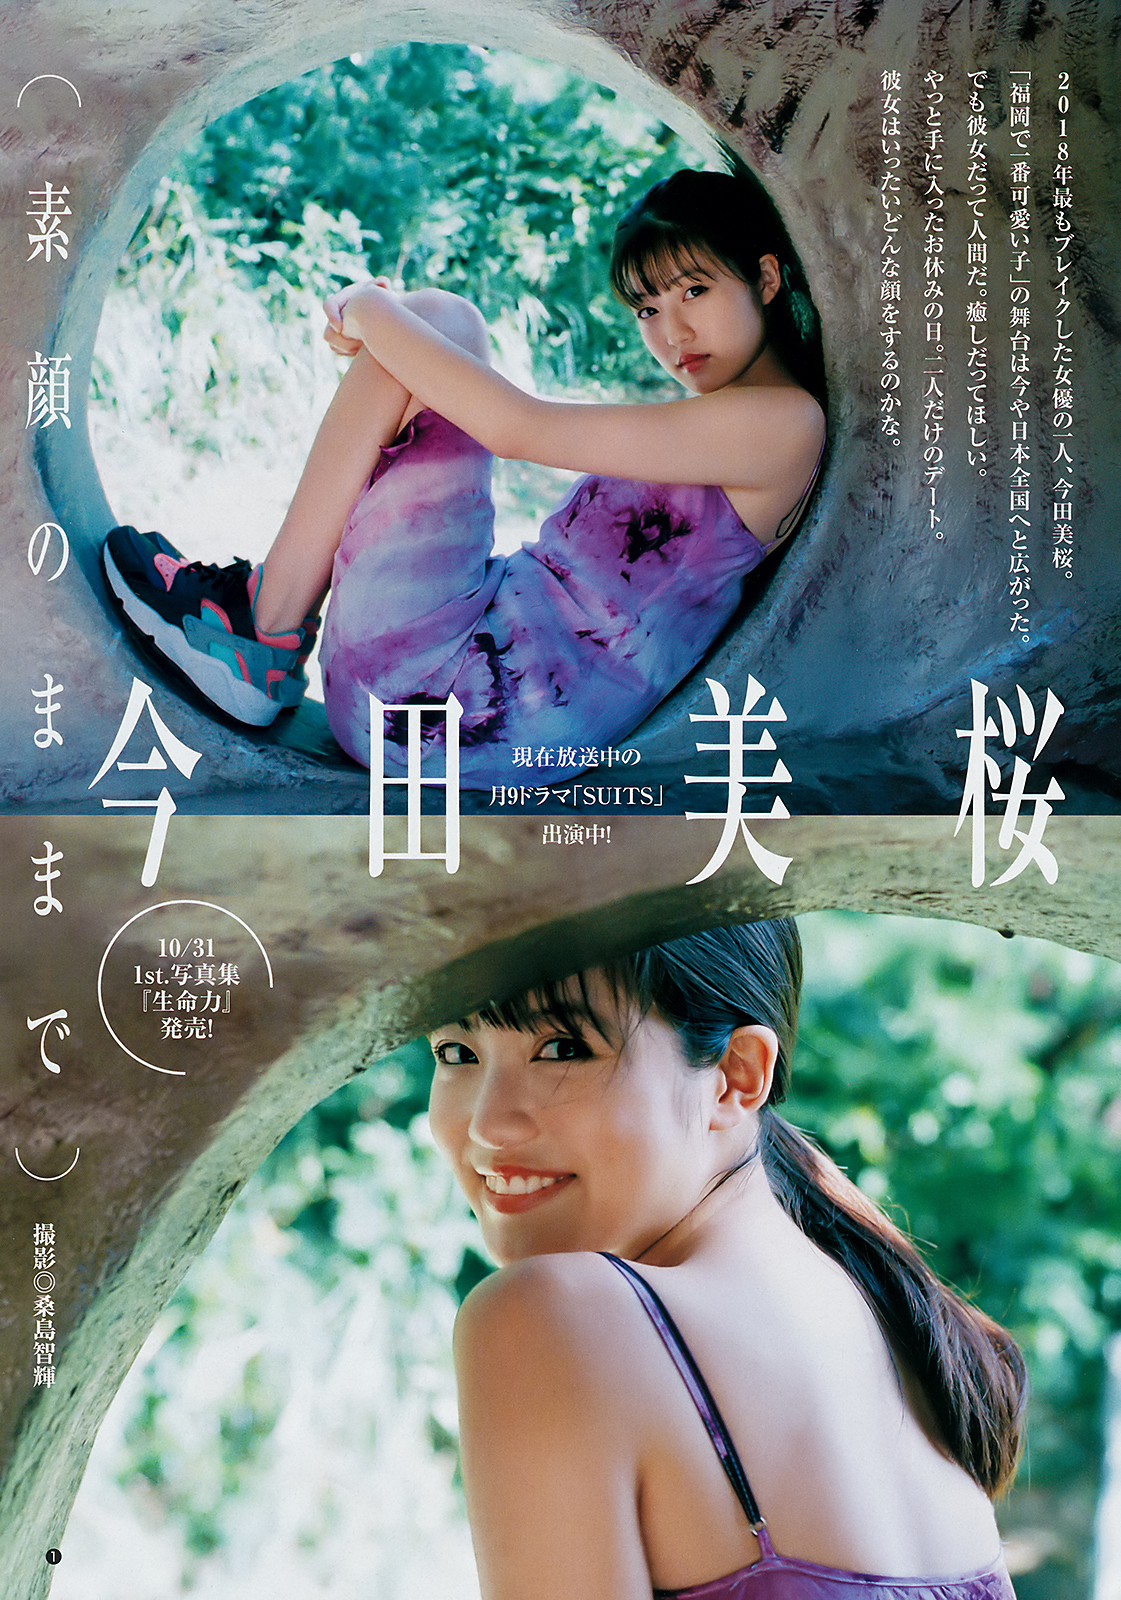 2018年最もブレイクした女優の一人、今田美桜。
「福岡で一番可愛い子」の舞台は今や日本全国へと広がった。
でも彼女だって人間だ。癒しだってほしい。
やっと手に入ったお休みの日。二人だけのデート。
彼女はいったいどんな顔をするのかな。
今田美桜
(素顔のままで)
現在放送中の
月9ドラマ「SUITS」
出演中!
10/31
1st.写真集
『生命力』
発売!
撮影◎桑島智輝
1